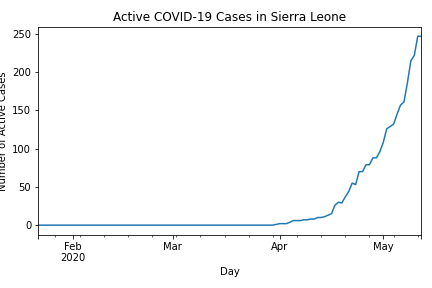 Active COVID-19 Cases in Sierra Leone
Number of Active Cases
250
200
150
100
50
0
Feb
2020
Mar
Apr
May
Day